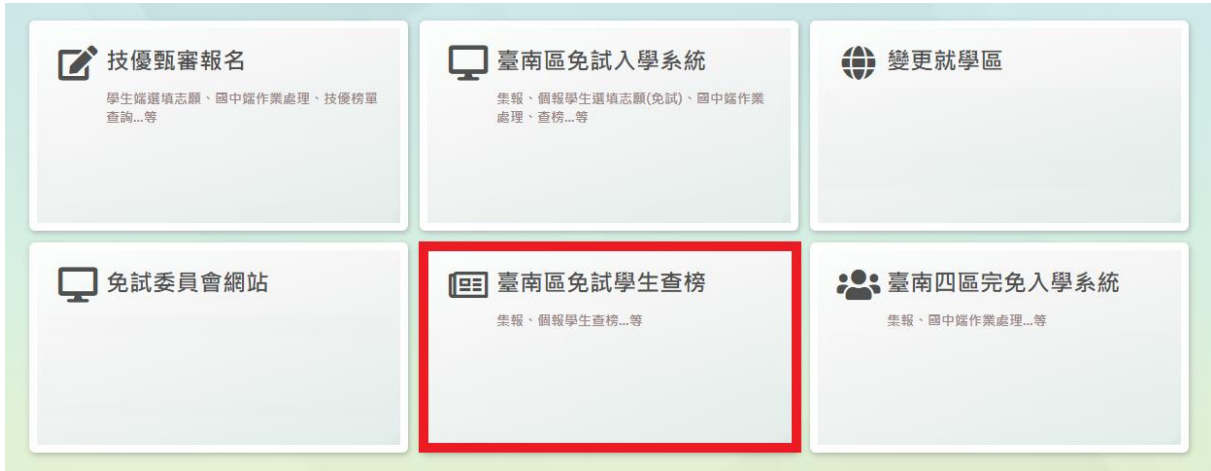 技優甄審報名
學生端選填志願、國中端作業處理、技優榜單
查詢...等
臺南區免試入學系統
集報、個報學生選填志願(免試)、國中端作業
處理、查榜...等
變更就學區
免試委員會網站
臺南區免試學生查榜
集報、個報學生查榜...等
臺南四區完免入學系統
集報、國中端作業處理...等